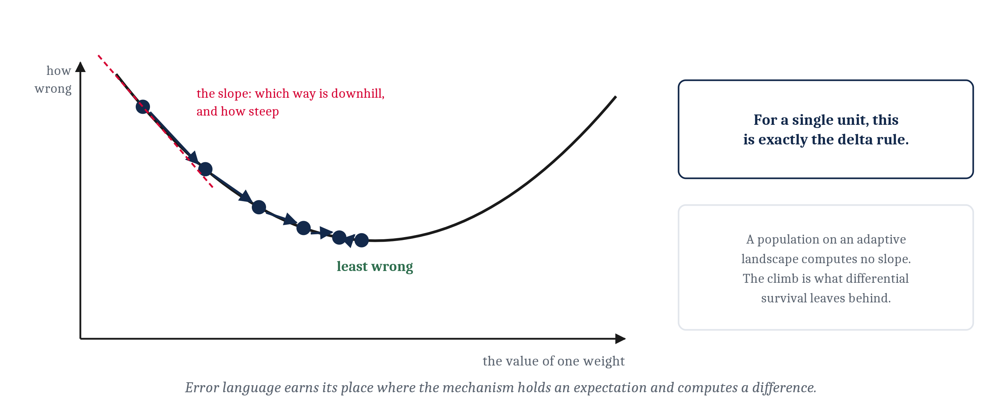 how
wrong
the slope: which way is downhill,
and how steep
least wrong
the value of one weight
For a single unit, this
is exactly the delta rule.
A population on an adaptive
landscape computes no slope.
The climb is what differential
survival leaves behind.
Error language earns its place where the mechanism holds an expectation and computes a difference.